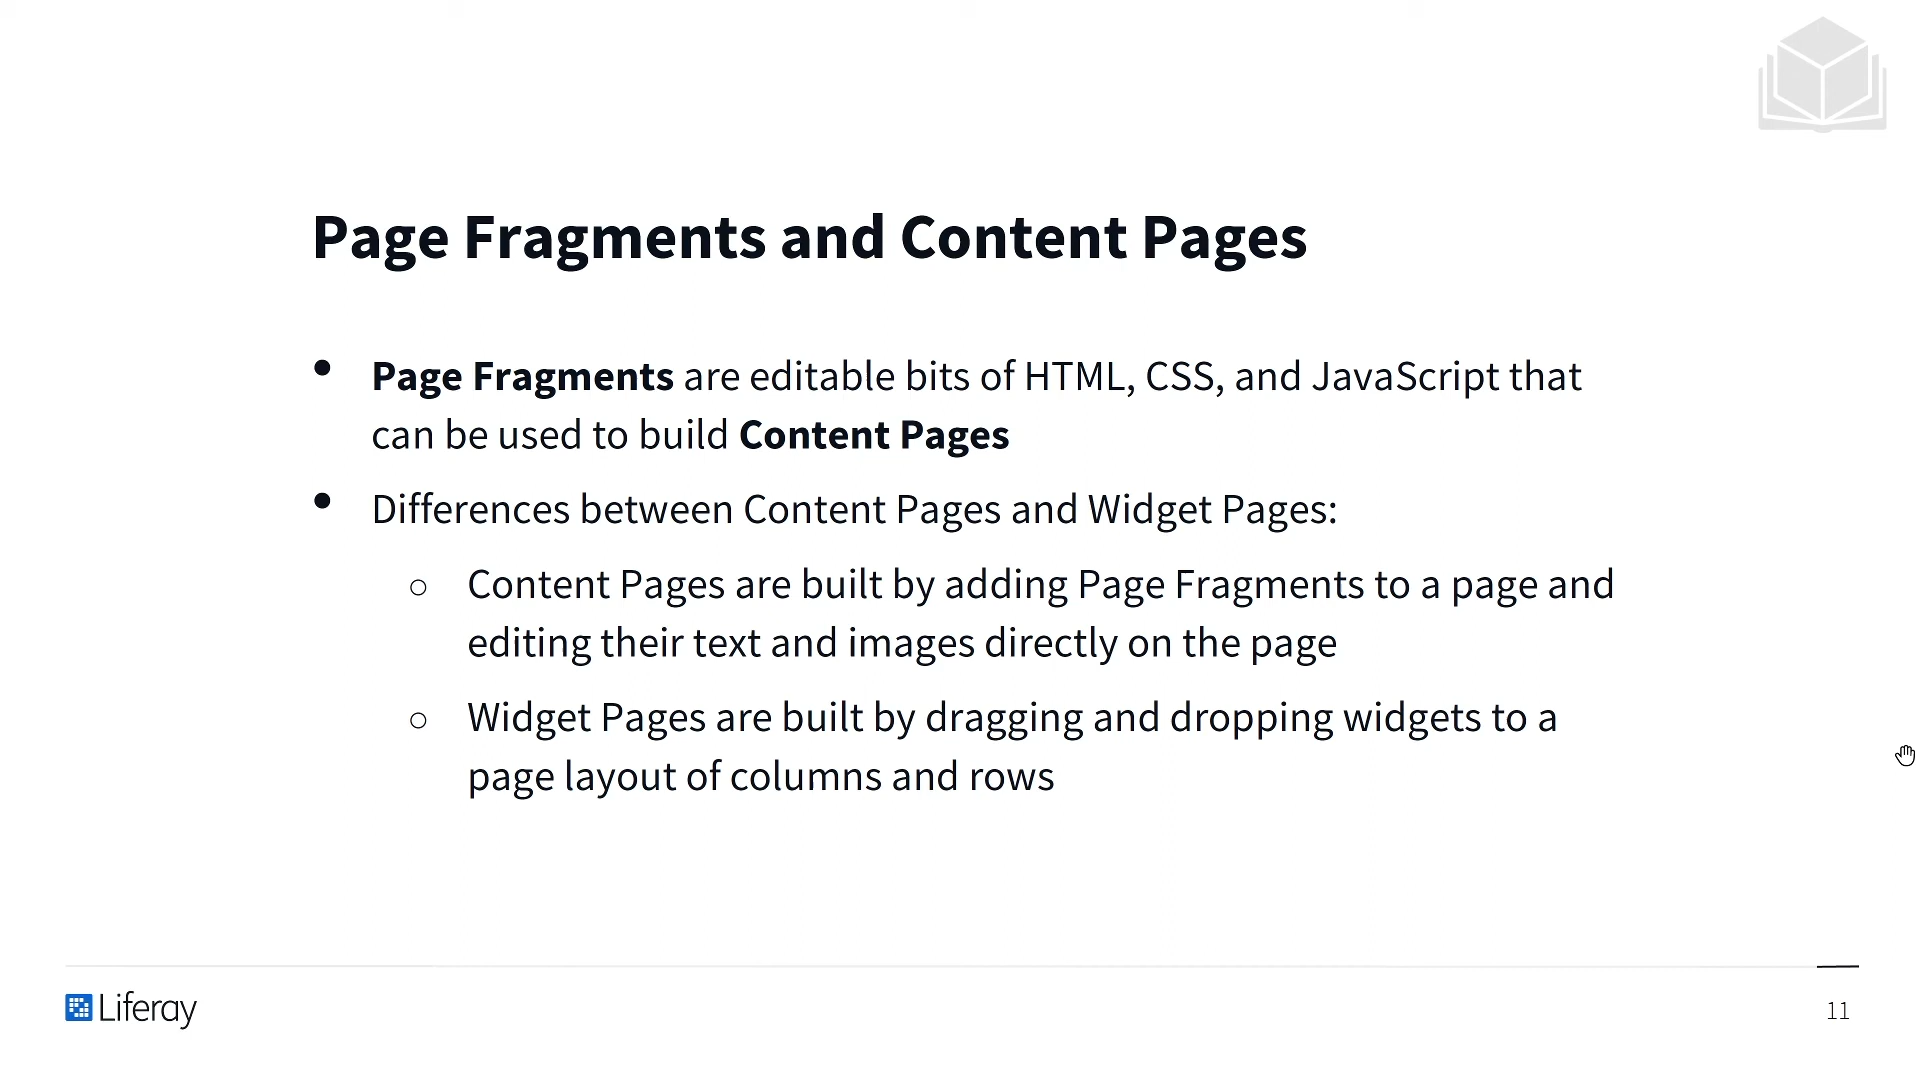 Page Fragments and Content Pages
• Page Fragments are editable bits of HTML, CSS, and JavaScript that
can be used to build Content Pages
• Differences between Content Pages and Widget Pages:
○ Content Pages are built by adding Page Fragments to a page and
editing their text and images directly on the page
○ Widget Pages are built by dragging and dropping widgets to a
page layout of columns and rows
Liferay
11